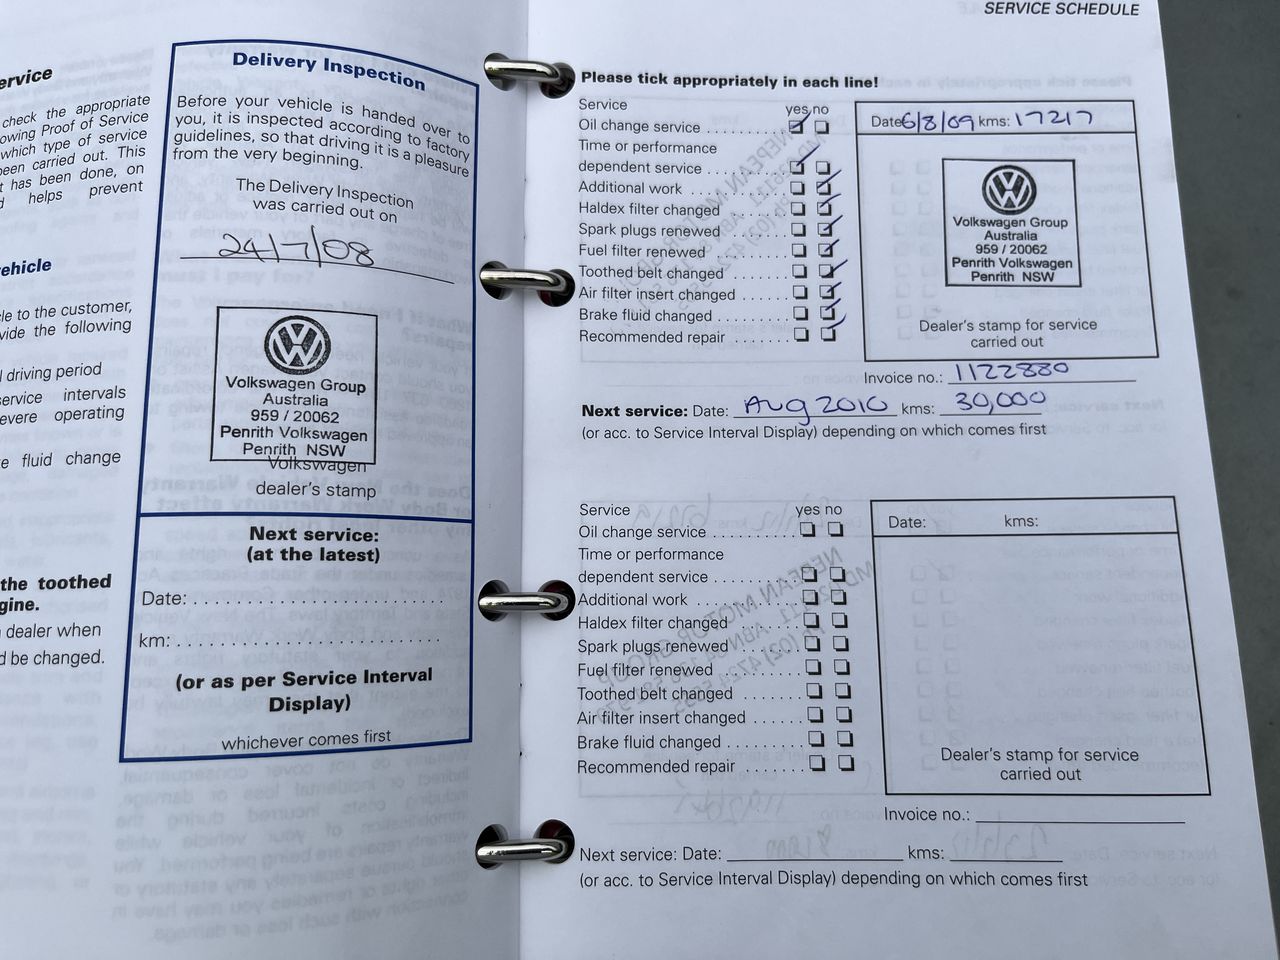 SERVICE SCHEDULE
ervice
check the appropriate
owing Proof of Service
which type of service
been carried out. This
t has been done, on
d helps prevent
ehicle
cle to the customer,
vide the following
l driving period
service intervals
evere operating
e fluid change
the toothed
gine.
dealer when
d be changed.
Delivery Inspection
Before your vehicle is handed over to
you, it is inspected according to factory
guidelines, so that driving it is a pleasure
from the very beginning.
The Delivery Inspection
was carried out on
24/7/08
Volkswagen Group
Australia
959 / 20062
Penrith Volkswagen
Penrith NSW
Volkswagen
dealer's stamp
Next service:
(at the latest)
Date:
km:
(or as per Service Interval
Display)
whichever comes first
Please tick appropriately in each line!
Service yes no
Oil change service
Time or performance
dependent service
Additional work
Haldex filter changed
Spark plugs renewed
Fuel filter renewed
Toothed belt changed
Air filter insert changed
Brake fluid changed
Recommended repair
Date 6/8/09 kms: 17217
Volkswagen Group
Australia
959 / 20062
Penrith Volkswagen
Penrith NSW
Dealer's stamp for service
carried out
Invoice no.: 1122880
Next service: Date: Aug 2010 kms: 30,000
(or acc. to Service Interval Display) depending on which comes first
Service yes no
Oil change service
Time or performance
dependent service
Additional work
Haldex filter changed
Spark plugs renewed
Fuel filter renewed
Toothed belt changed
Air filter insert changed
Brake fluid changed
Recommended repair
Date: kms:
Dealer's stamp for service
carried out
Invoice no.:
Next service: Date: kms:
(or acc. to Service Interval Display) depending on which comes first